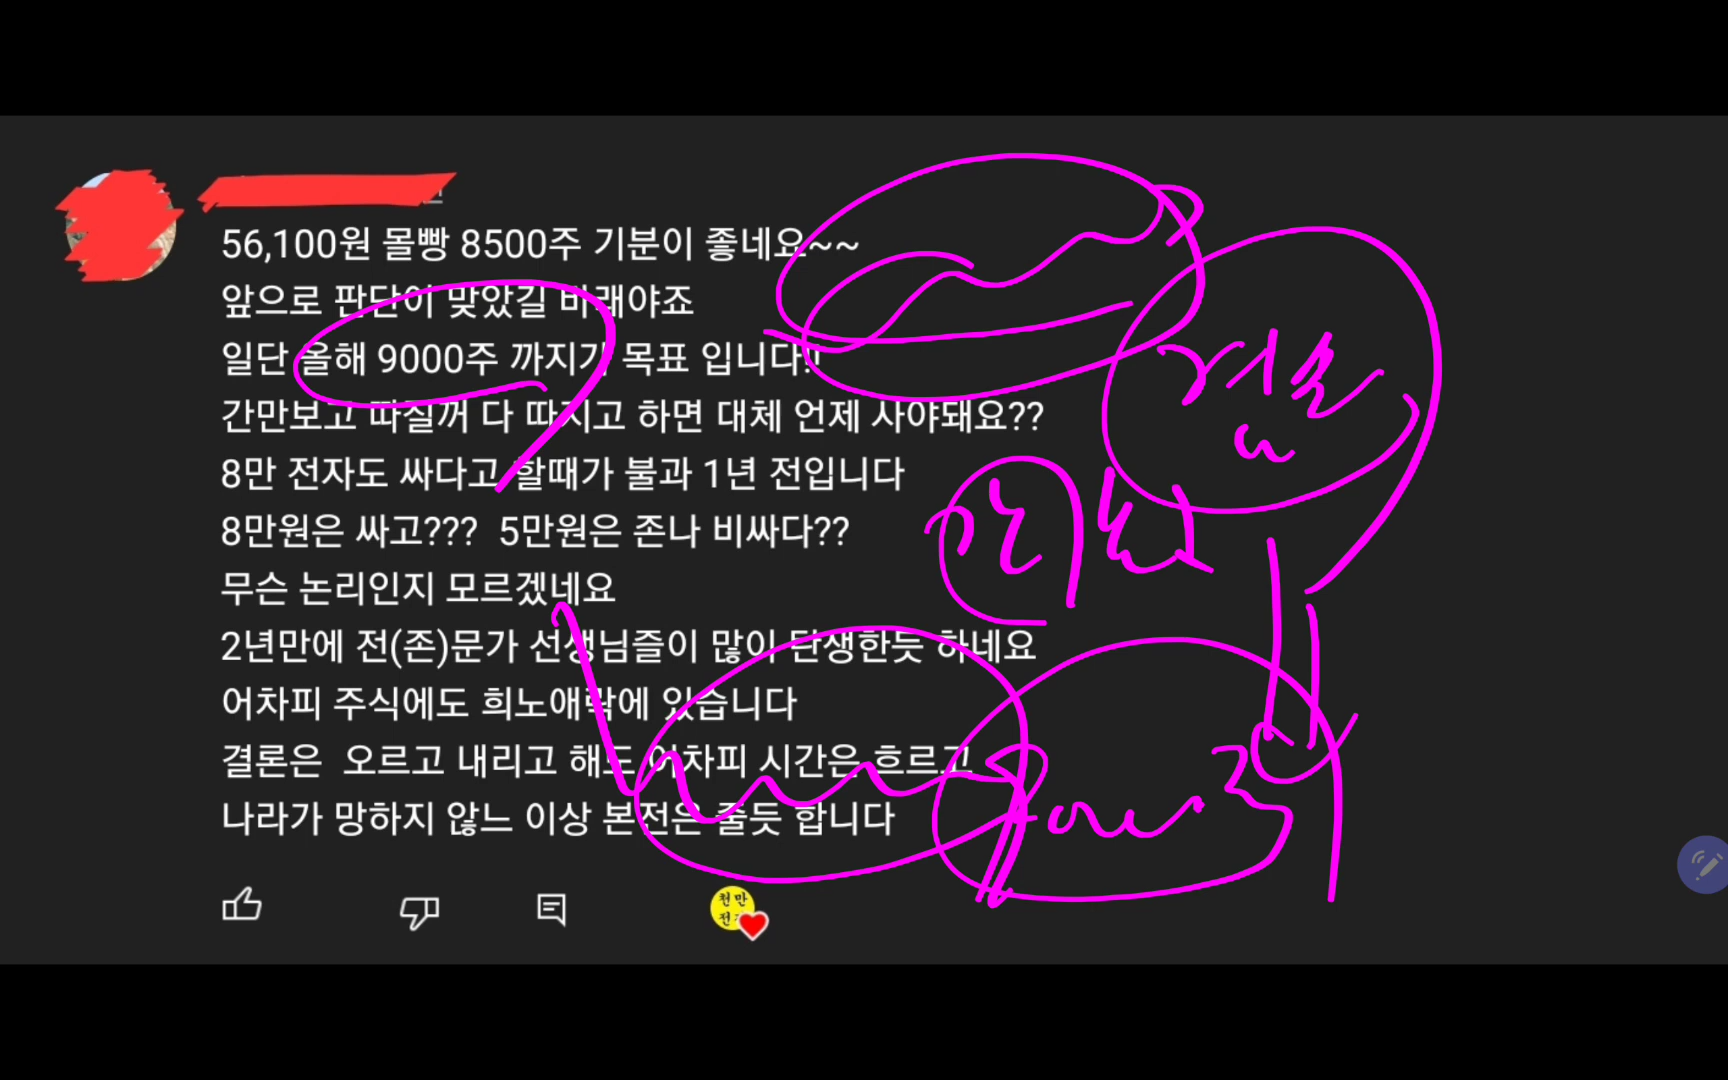 56,100원 몰빵 8500주 기분이 좋네요~~
앞으로 판단이 맞았길 바래야죠
일단 올해 9000주 까지가 목표 입니다!!
간만보고 따질꺼 다 따지고 하면 대체 언제 사야돼요??
8만 전자도 싸다고 할때가 불과 1년 전입니다
8만원은 싸고??? 5만원은 존나 비싸다??
무슨 논리인지 모르겠네요
2년만에 전(존)문가 선생님즐이 많이 탄생한듯 하네요
어차피 주식에도 희노애락에 있습니다
결론은 오르고 내리고 해도 어차피 시간은 흐르고
나라가 망하지 않느 이상 본전은 줄듯 합니다
천만